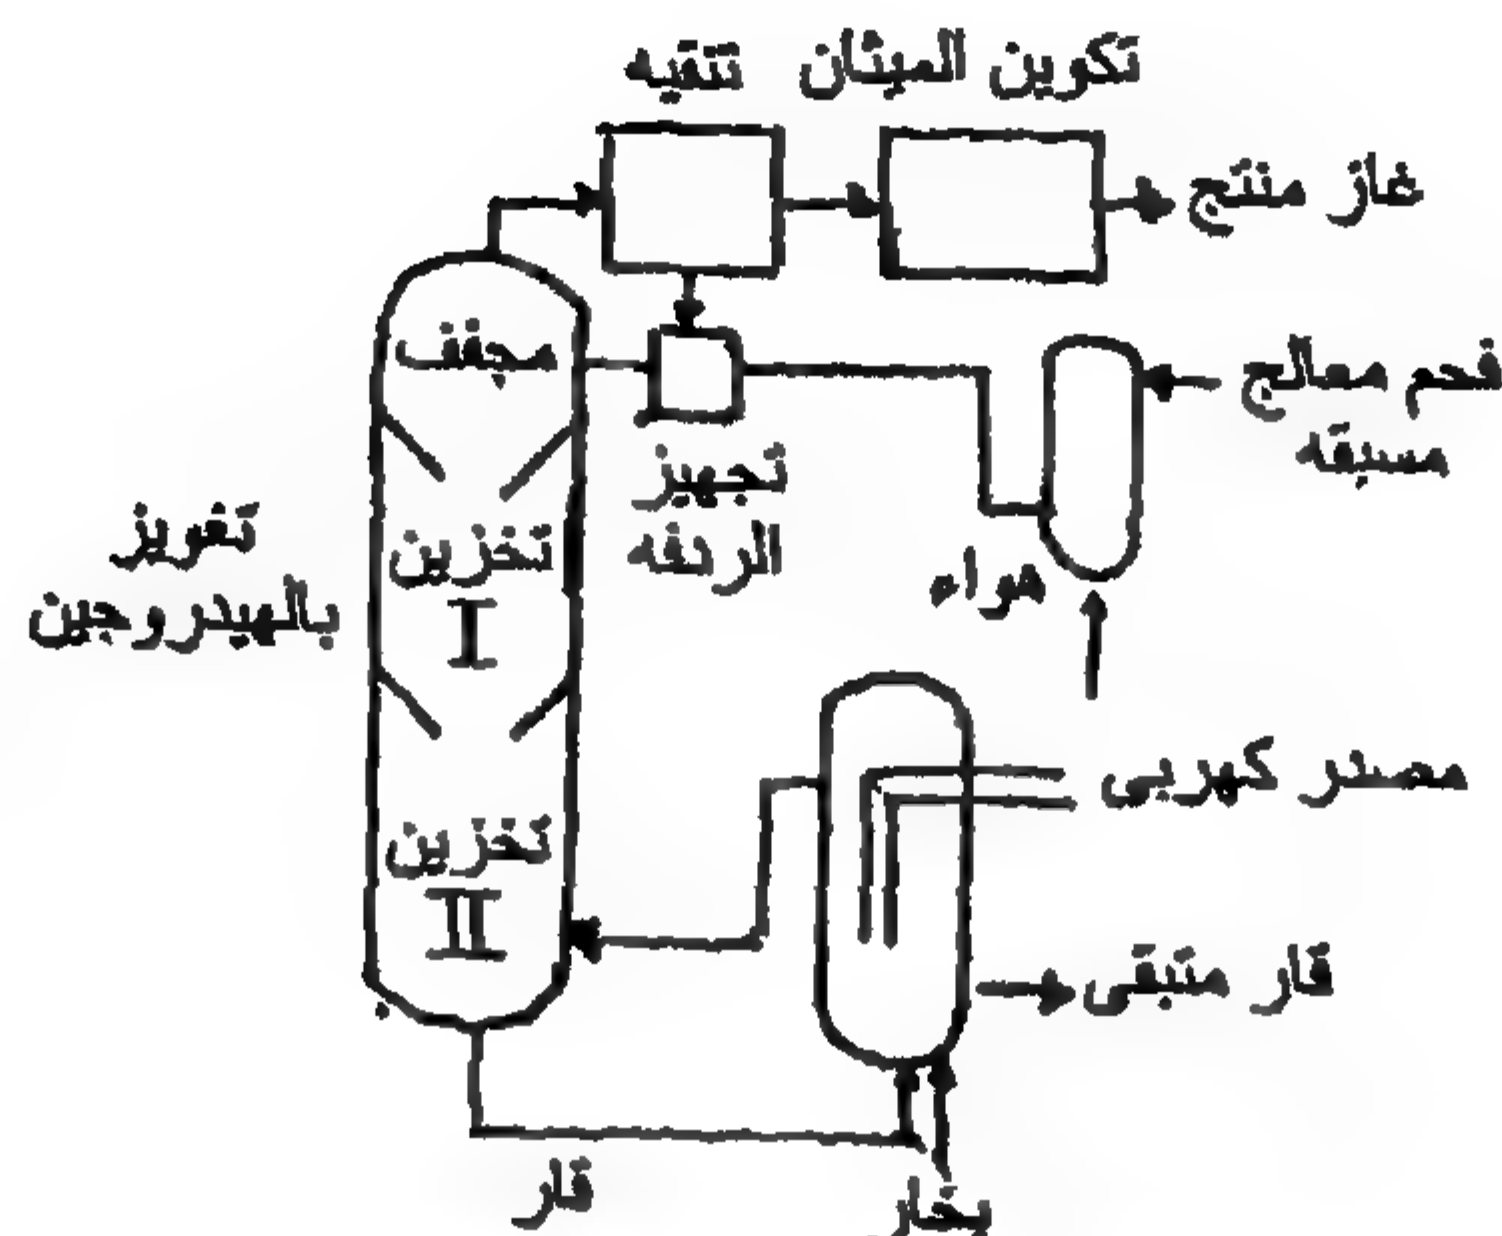 تكوين الميثان
تنقيه
غاز منتج
مجفف
فحم معالج
مسبقه
تجهيز
الردفه
تغويز
بالهيدروجين
تخزين
I
هواء
مصدر كهربى
تخزين
II
قار متبقى
قار
بخار